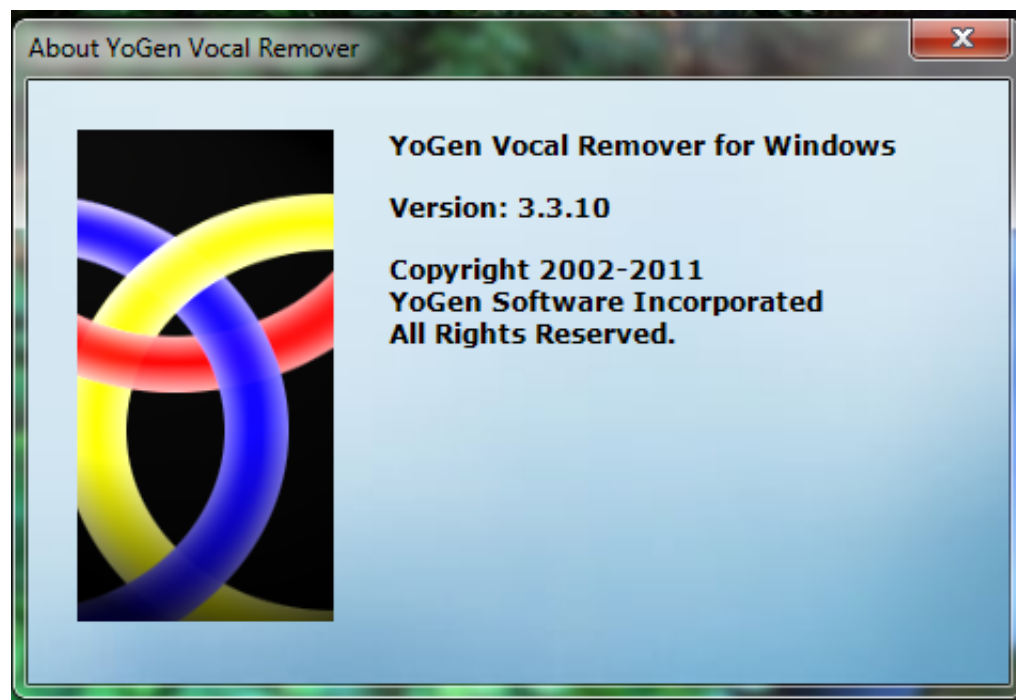 About YoGen Vocal Remover
YoGen Vocal Remover for Windows
Version: 3.3.10
Copyright 2002-2011
YoGen Software Incorporated
All Rights Reserved.